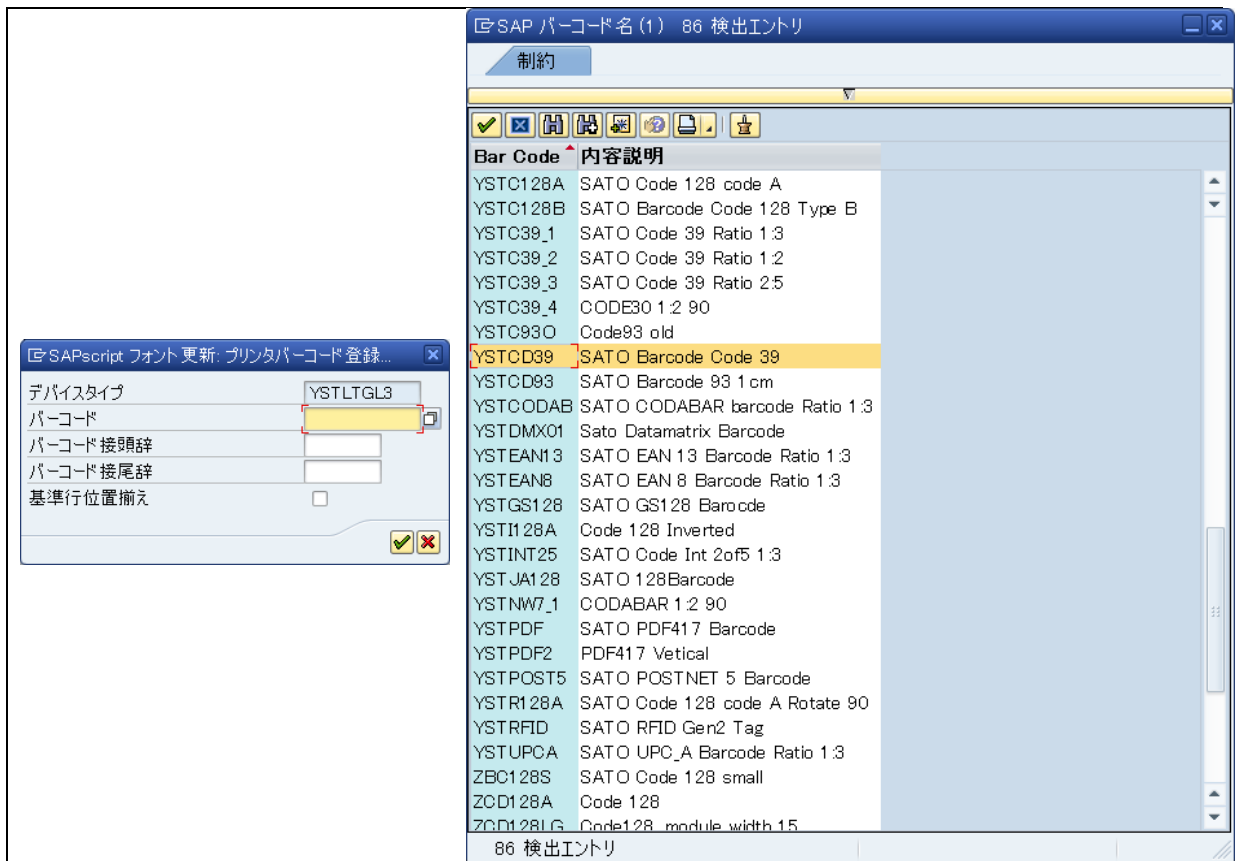 SAPscript フォント更新: プリンタバーコード登録...
デバイスタイプ YSTLTGL3
バーコード
バーコード接頭辞
バーコード接尾辞
基準行位置揃え
SAP バーコード名 (1) 86 検出エントリ
制約
Bar Code 内容説明
YSTC128A SATO Code 128 code A
YSTC128B SATO Barcode Code 128 Type B
YSTC39_1 SATO Code 39 Ratio 1:3
YSTC39_2 SATO Code 39 Ratio 1:2
YSTC39_3 SATO Code 39 Ratio 2:5
YSTC39_4 CODE30 1:2 90
YSTC93O Code93 old
YSTCD39 SATO Barcode Code 39
YSTCD93 SATO Barcode 93 1 cm
YSTCODAB SATO CODABAR barcode Ratio 1:3
YSTDMX01 Sato Datamatrix Barcode
YSTEAN13 SATO EAN 13 Barcode Ratio 1:3
YSTEAN8 SATO EAN 8 Barcode Ratio 1:3
YSTGS128 SATO GS128 Barocde
YSTI128A Code 128 Inverted
YSTINT25 SATO Code Int 2of5 1:3
YSTJA128 SATO 128Barcode
YSTNW7_1 CODABAR 1:2 90
YSTPDF SATO PDF417 Barcode
YSTPDF2 PDF417 Vetical
YSTPOST5 SATO POSTNET 5 Barcode
YSTR128A SATO Code 128 code A Rotate 90
YSTRFID SATO RFID Gen2 Tag
YSTUPCA SATO UPC_A Barcode Ratio 1:3
ZBC128S SATO Code 128 small
ZCD128A Code 128
ZCD128LG Code128, module width 15
86 検出エントリ